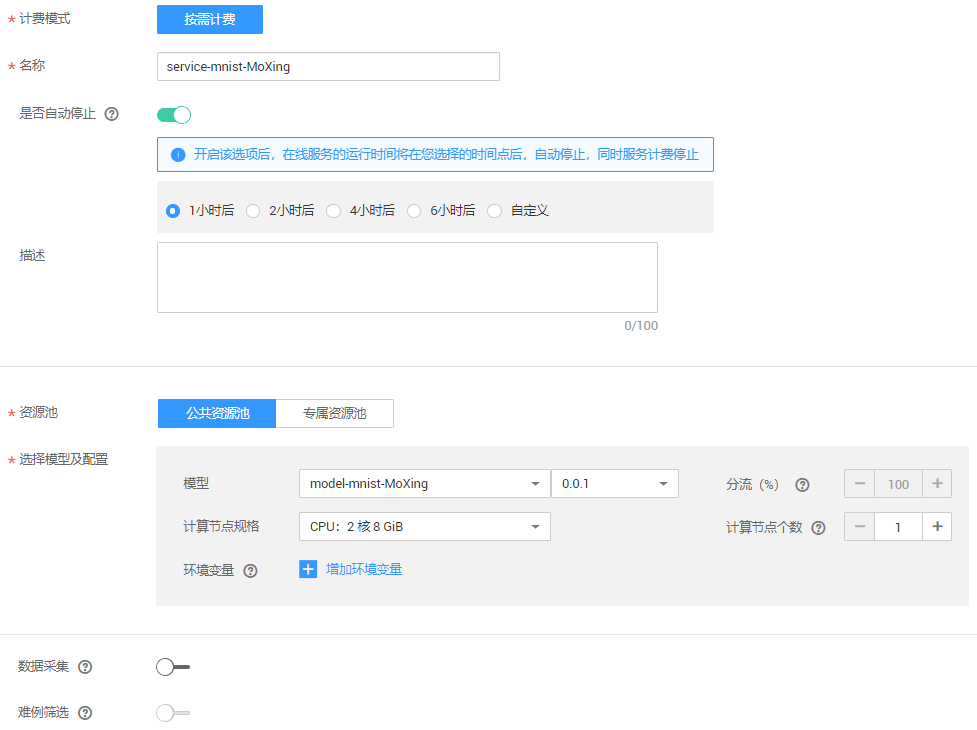 * 计费模式 按需计费
* 名称 service-mnist-MoXing
是否自动停止 ?
开启该选项后，在线服务的运行时间将在您选择的时间点后，自动停止，同时服务计费停止
1小时后 2小时后 4小时后 6小时后 自定义
描述
0/100
* 资源池 公共资源池 专属资源池
* 选择模型及配置
模型 model-mnist-MoXing 0.0.1 分流（%） ? 100
计算节点规格 CPU：2 核 8 GiB 计算节点个数 ? 1
环境变量 ? 增加环境变量
数据采集 ?
难例筛选 ?